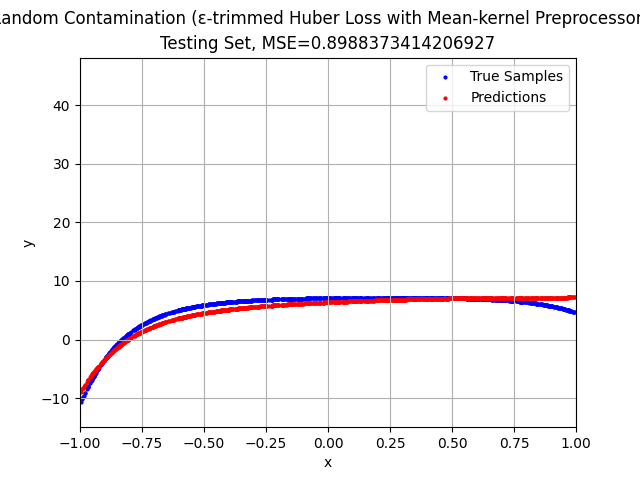 andom Contamination (ε-trimmed Huber Loss with Mean-kernel Preprocessor
Testing Set, MSE=0.8988373414206927
True Samples
Predictions
40
30
20
10
0
−10
y
−1.00 −0.75 −0.50 −0.25 0.00 0.25 0.50 0.75 1.00
x